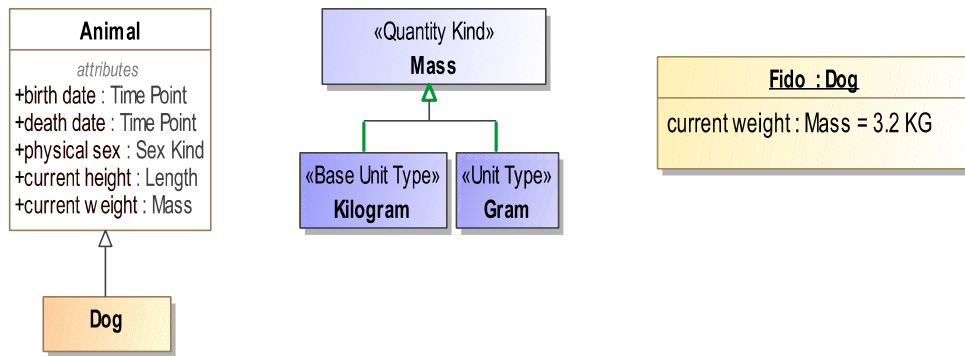 Animal
attributes
+birth date : Time Point
+death date : Time Point
+physical sex : Sex Kind
+current height : Length
+current weight : Mass
Dog
«Quantity Kind»
Mass
«Base Unit Type»
Kilogram
«Unit Type»
Gram
Fido : Dog
current weight : Mass = 3.2 KG